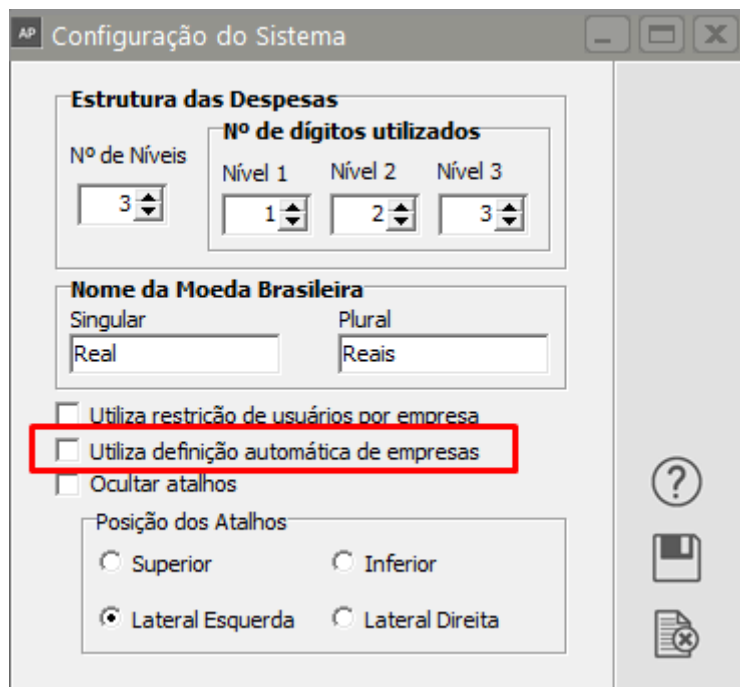 AP Configuração do Sistema
Estrutura das Despesas
Nº de dígitos utilizados
Nº de Níveis
Nível 1 Nível 2 Nível 3
3 1 2 3
Nome da Moeda Brasileira
Singular Plural
Real Reais
Utiliza restrição de usuários por empresa
Utiliza definição automática de empresas
Ocultar atalhos
Posição dos Atalhos
Superior Inferior
Lateral Esquerda Lateral Direita
?